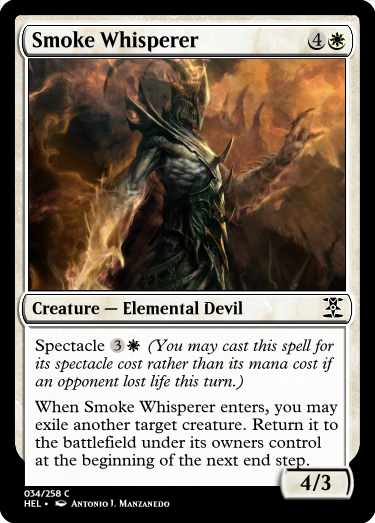 Smoke Whisperer 4
Creature — Elemental Devil
Spectacle 3 (You may cast this spell for
its spectacle cost rather than its mana cost if
an opponent lost life this turn.)
When Smoke Whisperer enters, you may
exile another target creature. Return it to
the battlefield under its owners control
at the beginning of the next end step.
4/3
034/258 C
HEL • Antonio J. Manzanedo